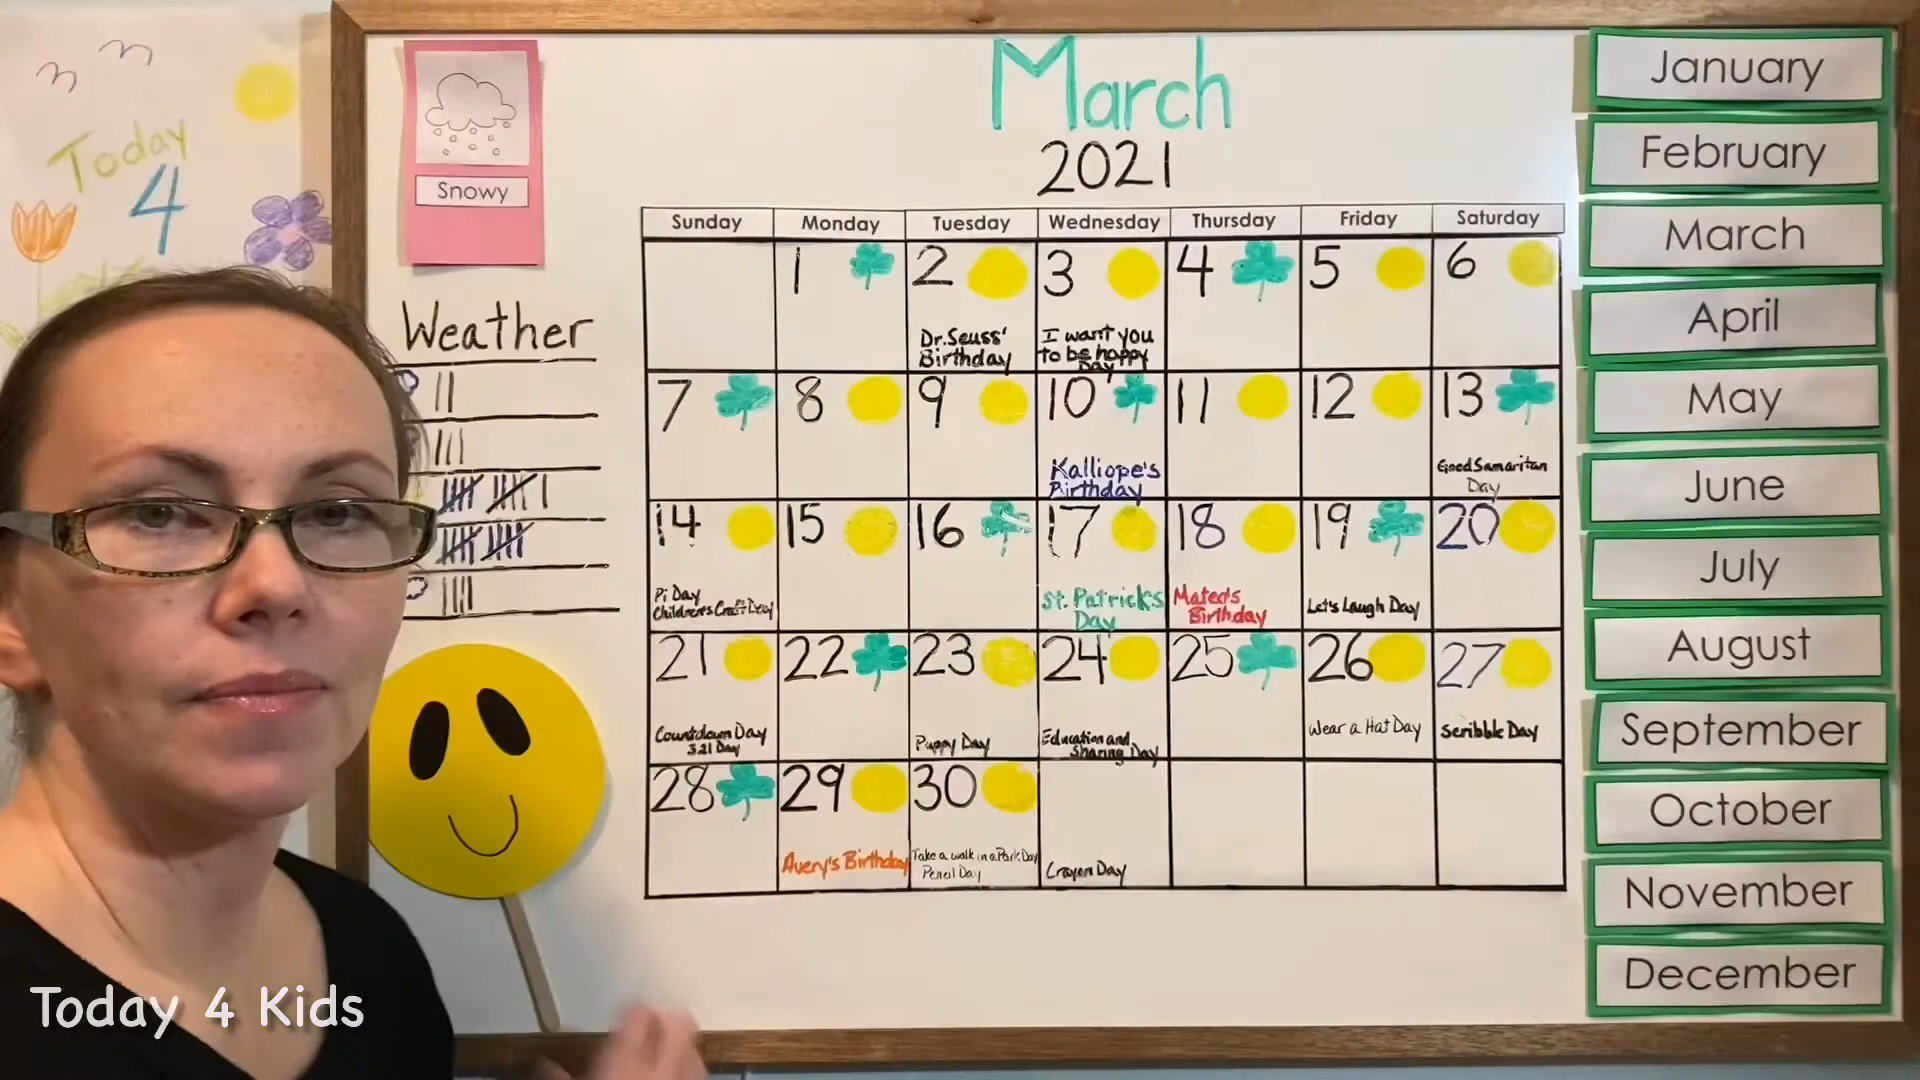 Today
4
Snowy
Weather
March
2021
Sunday Monday Tuesday Wednesday Thursday Friday Saturday
1 2 3 4 5 6
Dr. Seuss'
Birthday
I want you
to be happy
Day
7 8 9 10 11 12 13
Kalliope's
Birthday
Good Samaritan
Day
14 15 16 17 18 19 20
Pi Day
Children's Craft Day
St. Patrick's
Day
Mateo's
Birthday
Let's Laugh Day
21 22 23 24 25 26 27
Countdown Day
321 Day
Puppy Day
Education and
Sharing Day
Wear a Hat Day
Scribble Day
28 29 30
Avery's Birthday
Take a walk in a Park Day
Pencil Day
Crayon Day
January
February
March
April
May
June
July
August
September
October
November
December
Today 4 Kids